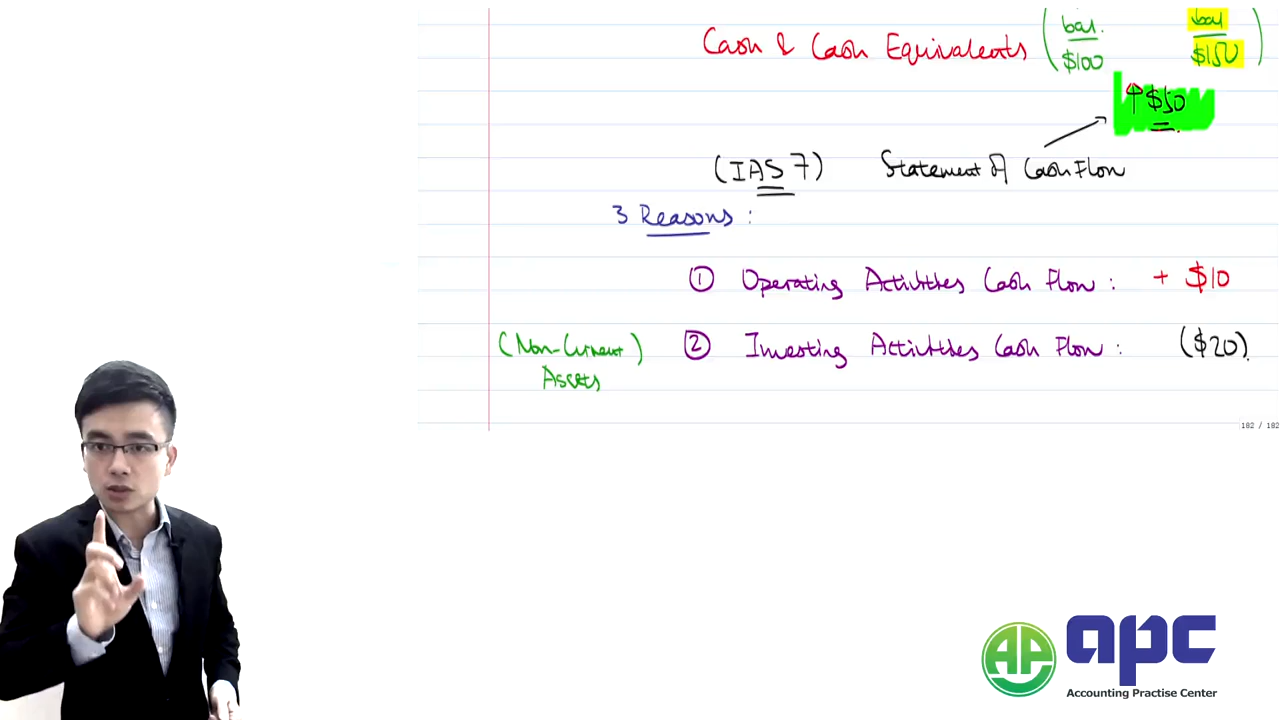 bal. bal
Cash & Cash Equivalents
$100 $150
↑ $50
(IAS 7) Statement of Cash Flow
3 Reasons :
① Operating Activities Cash Flow : + $10
(Non-Current) Assets
② Investing Activities Cash Flow : ($20).
182 / 182
AP
apc
Accounting Practise Center